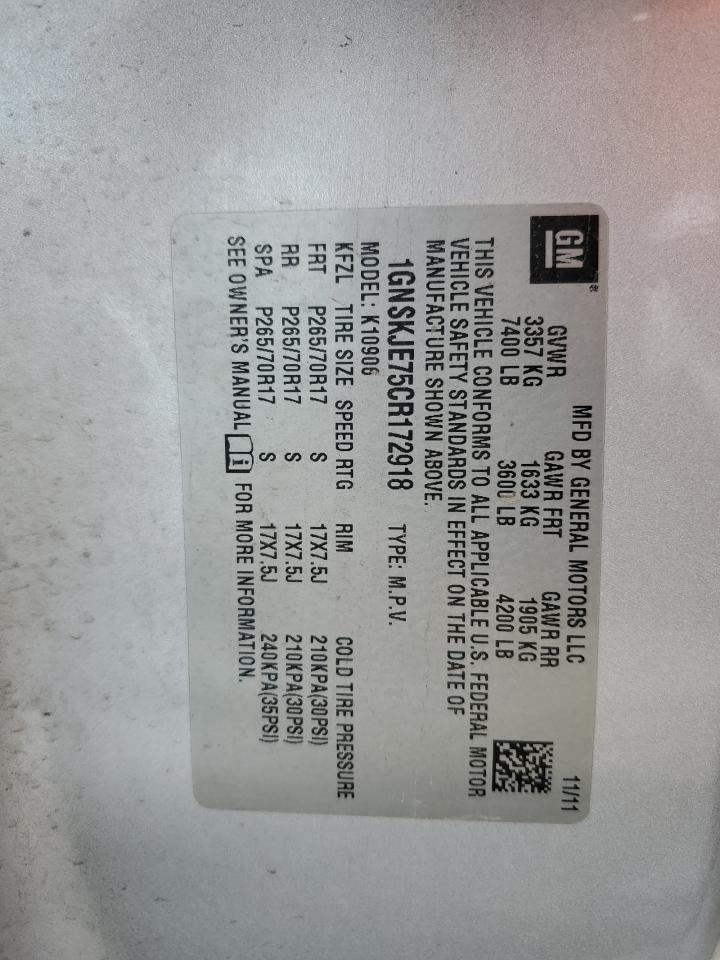 GM®
MFD BY GENERAL MOTORS LLC 11/11
GVWR GAWR FRT GAWR RR
3357 KG 1633 KG 1905 KG
7400 LB 3600 LB 4200 LB
THIS VEHICLE CONFORMS TO ALL APPLICABLE U.S. FEDERAL MOTOR
VEHICLE SAFETY STANDARDS IN EFFECT ON THE DATE OF
MANUFACTURE SHOWN ABOVE.
1GNSKJE75CR172918 TYPE: M.P.V.
MODEL: K10906
KFZL TIRE SIZE SPEED RTG RIM COLD TIRE PRESSURE
FRT P265/70R17 S 17X7.5J 210KPA(30PSI)
RR P265/70R17 S 17X7.5J 210KPA(30PSI)
SPA P265/70R17 S 17X7.5J 240KPA(35PSI)
SEE OWNER'S MANUAL i FOR MORE INFORMATION.